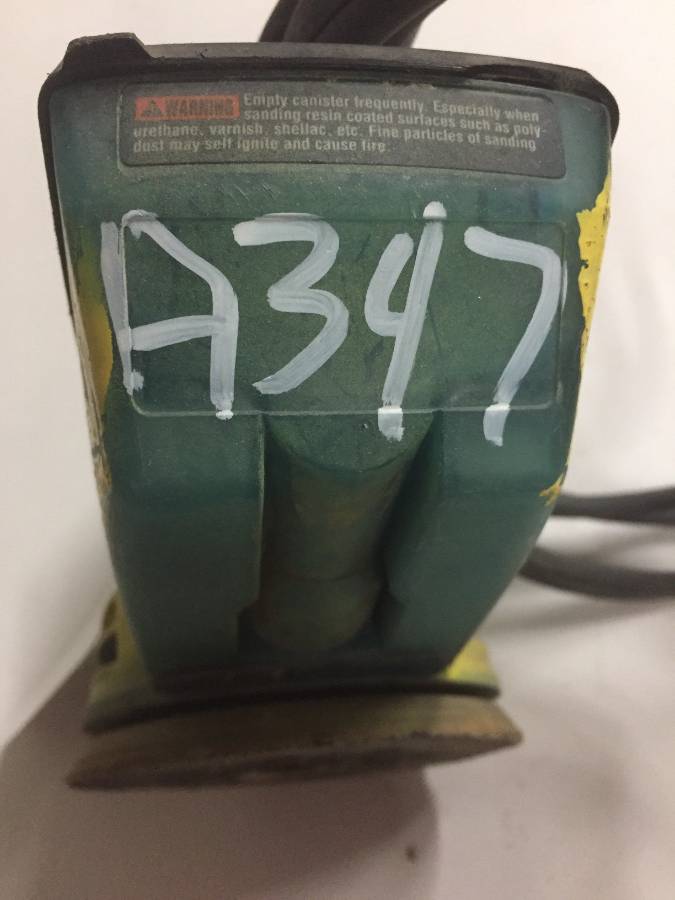 WARNING Empty canister frequently. Especially when
sanding resin coated surfaces such as poly-
urethane, varnish, shellac, etc. Fine particles of sanding
dust may self ignite and cause fire.
A347